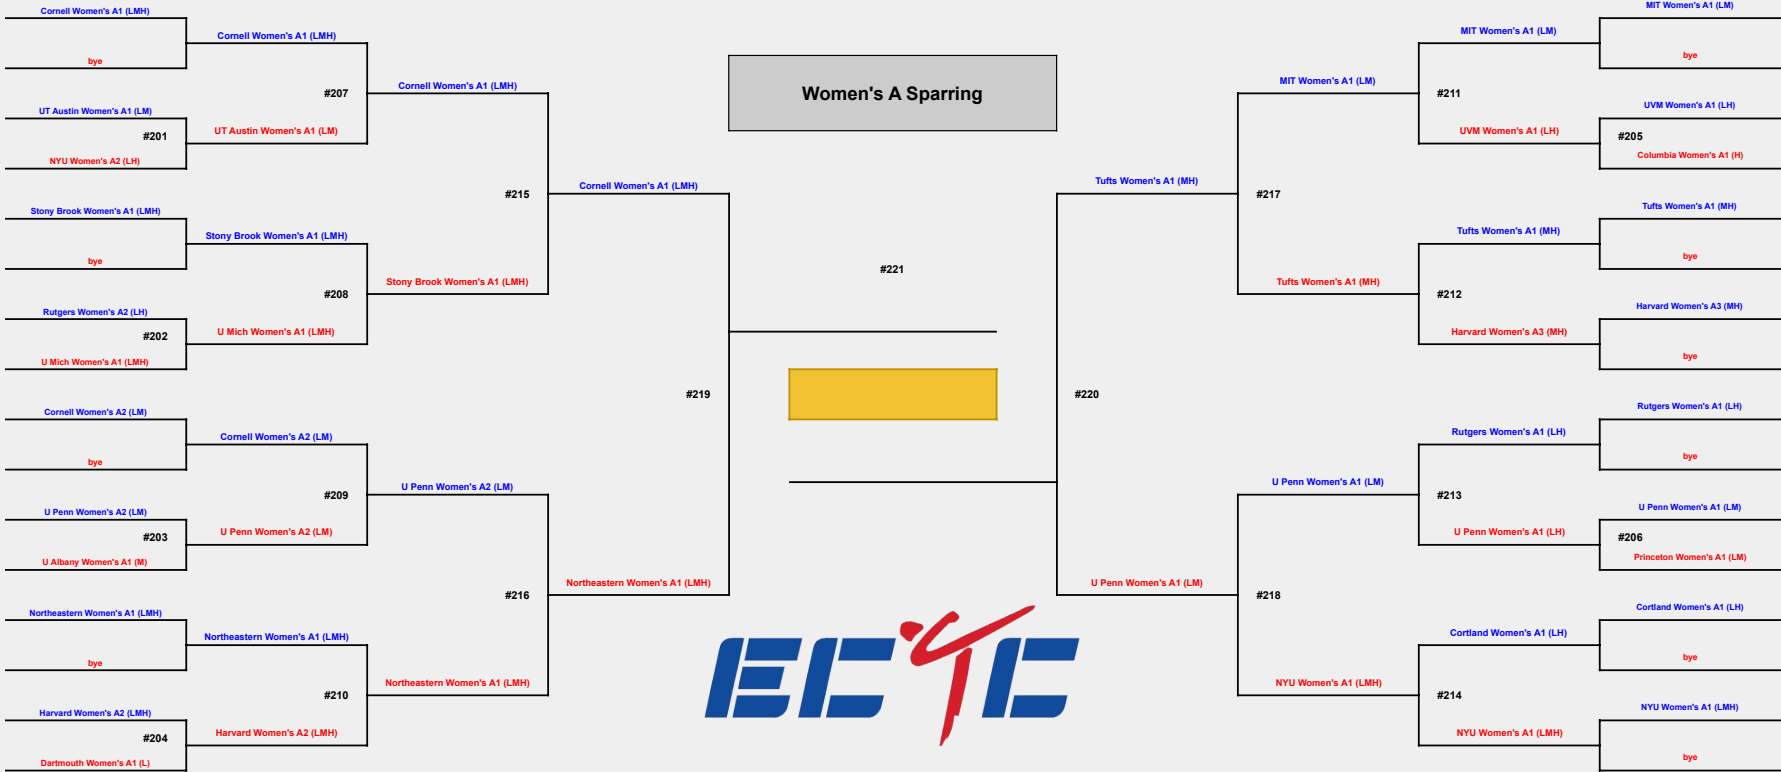 Cornell Women's A1 (LMH)
bye
UT Austin Women's A1 (LM)
#201
NYU Women's A2 (LH)
Stony Brook Women's A1 (LMH)
bye
Rutgers Women's A2 (LH)
#202
U Mich Women's A1 (LMH)
Cornell Women's A2 (LM)
bye
U Penn Women's A2 (LM)
#203
U Albany Women's A1 (M)
Northeastern Women's A1 (LMH)
bye
Harvard Women's A2 (LMH)
#204
Dartmouth Women's A1 (L)
Cornell Women's A1 (LMH)
#207
UT Austin Women's A1 (LM)
Stony Brook Women's A1 (LMH)
#208
U Mich Women's A1 (LMH)
Cornell Women's A2 (LM)
#209
U Penn Women's A2 (LM)
Northeastern Women's A1 (LMH)
#210
Harvard Women's A2 (LMH)
Cornell Women's A1 (LMH)
#215
Stony Brook Women's A1 (LMH)
U Penn Women's A2 (LM)
#216
Northeastern Women's A1 (LMH)
Cornell Women's A1 (LMH)
#219
Northeastern Women's A1 (LMH)
Women's A Sparring
#221
ECTC
Tufts Women's A1 (MH)
#220
U Penn Women's A1 (LM)
MIT Women's A1 (LM)
#217
Tufts Women's A1 (MH)
U Penn Women's A1 (LM)
#218
NYU Women's A1 (LMH)
MIT Women's A1 (LM)
#211
UVM Women's A1 (LH)
Tufts Women's A1 (MH)
#212
Harvard Women's A3 (MH)
Rutgers Women's A1 (LH)
#213
U Penn Women's A1 (LH)
Cortland Women's A1 (LH)
#214
NYU Women's A1 (LMH)
MIT Women's A1 (LM)
bye
UVM Women's A1 (LH)
#205
Columbia Women's A1 (H)
Tufts Women's A1 (MH)
bye
Harvard Women's A3 (MH)
bye
Rutgers Women's A1 (LH)
bye
U Penn Women's A1 (LM)
#206
Princeton Women's A1 (LM)
Cortland Women's A1 (LH)
bye
NYU Women's A1 (LMH)
bye